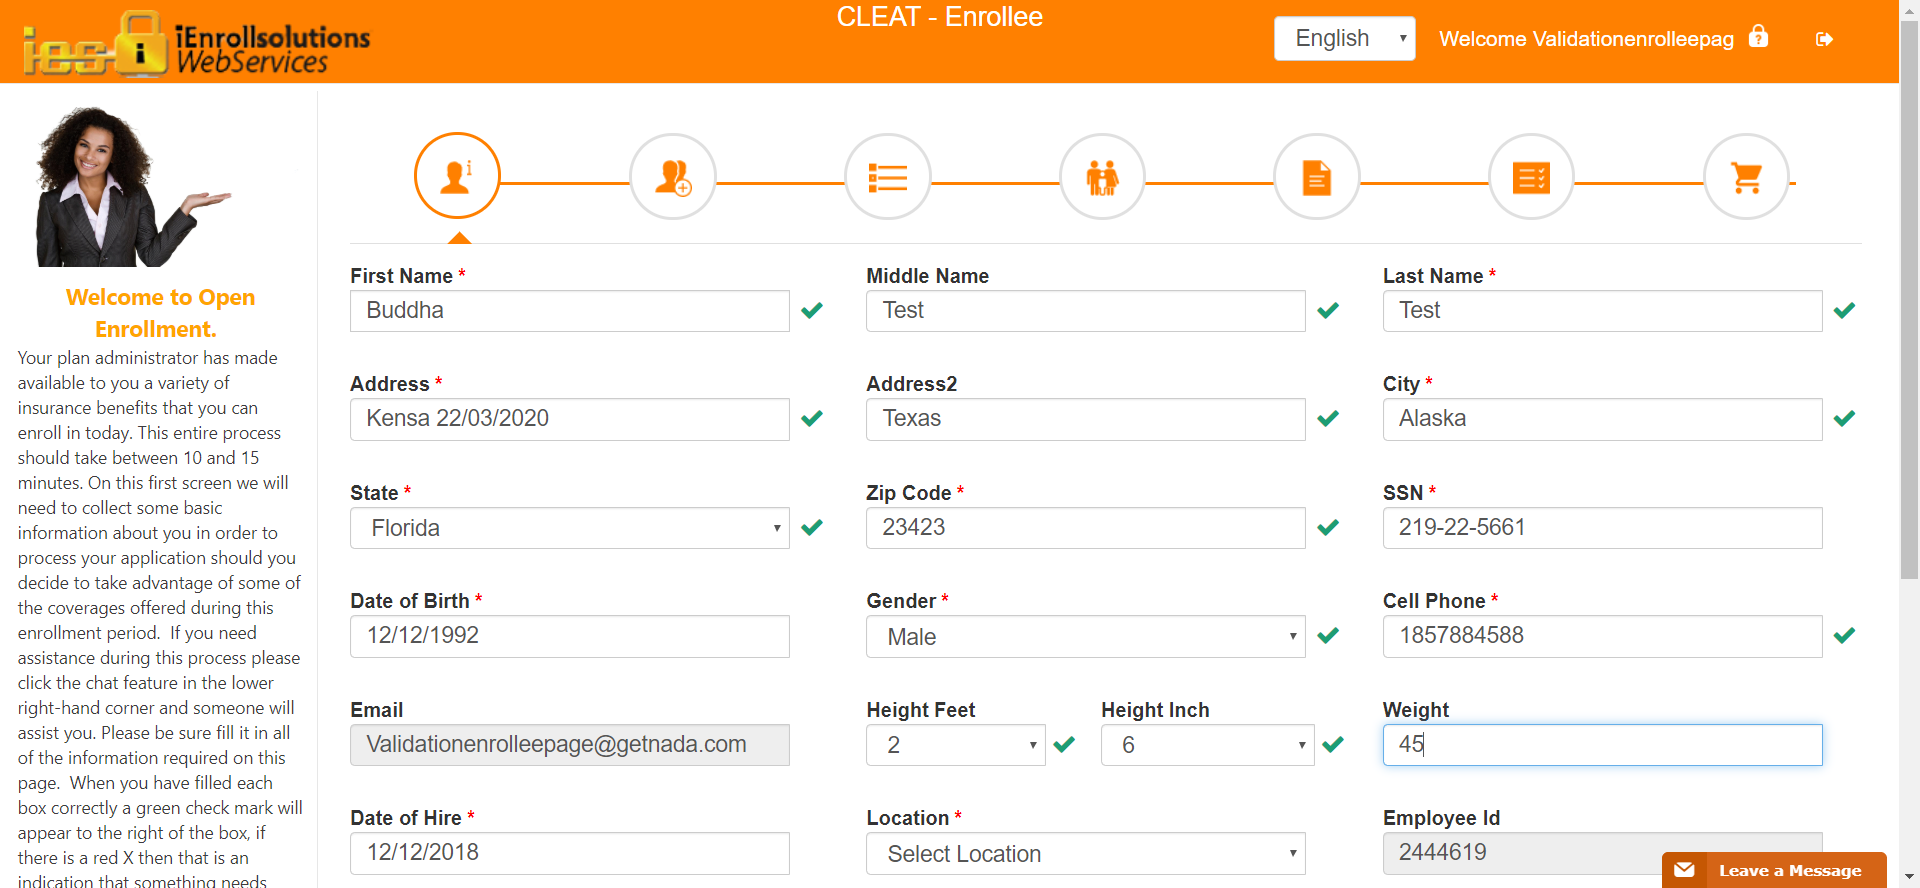 CLEAT - Enrollee
ies iEnrollsolutions
WebServices
English
Welcome Validationenrolleepag
Welcome to Open
Enrollment.
Your plan administrator has made
available to you a variety of
insurance benefits that you can
enroll in today. This entire process
should take between 10 and 15
minutes. On this first screen we will
need to collect some basic
information about you in order to
process your application should you
decide to take advantage of some of
the coverages offered during this
enrollment period.  If you need
assistance during this process please
click the chat feature in the lower
right-hand corner and someone will
assist you. Please be sure fill it in all
of the information required on this
page.  When you have filled each
box correctly a green check mark will
appear to the right of the box, if
there is a red X then that is an
indication that something needs
First Name * Middle Name Last Name *
Buddha Test Test
Address * Address2 City *
Kensa 22/03/2020 Texas Alaska
State * Zip Code * SSN *
Florida 23423 219-22-5661
Date of Birth * Gender * Cell Phone *
12/12/1992 Male 1857884588
Email Height Feet Height Inch Weight
Validationenrolleepage@getnada.com 2 6 45
Date of Hire * Location * Employee Id
12/12/2018 Select Location 2444619
Leave a Message